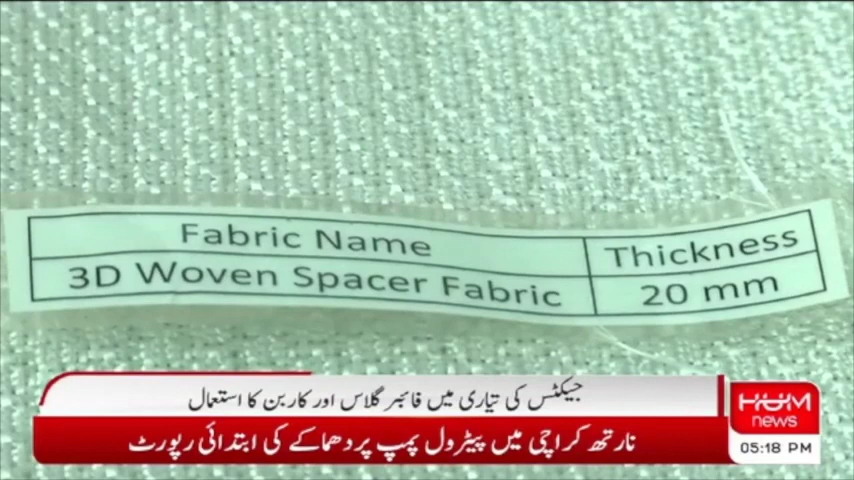 Fabric Name Thickness
3D Woven Spacer Fabric 20 mm
جیکٹس کی تیاری میں فائبر گلاس اور کاربن کا استعمال
نارتھ کراچی میں پیٹرول پمپ پر دھماکے کی ابتدائی رپورٹ
HUM
news
05:18 PM